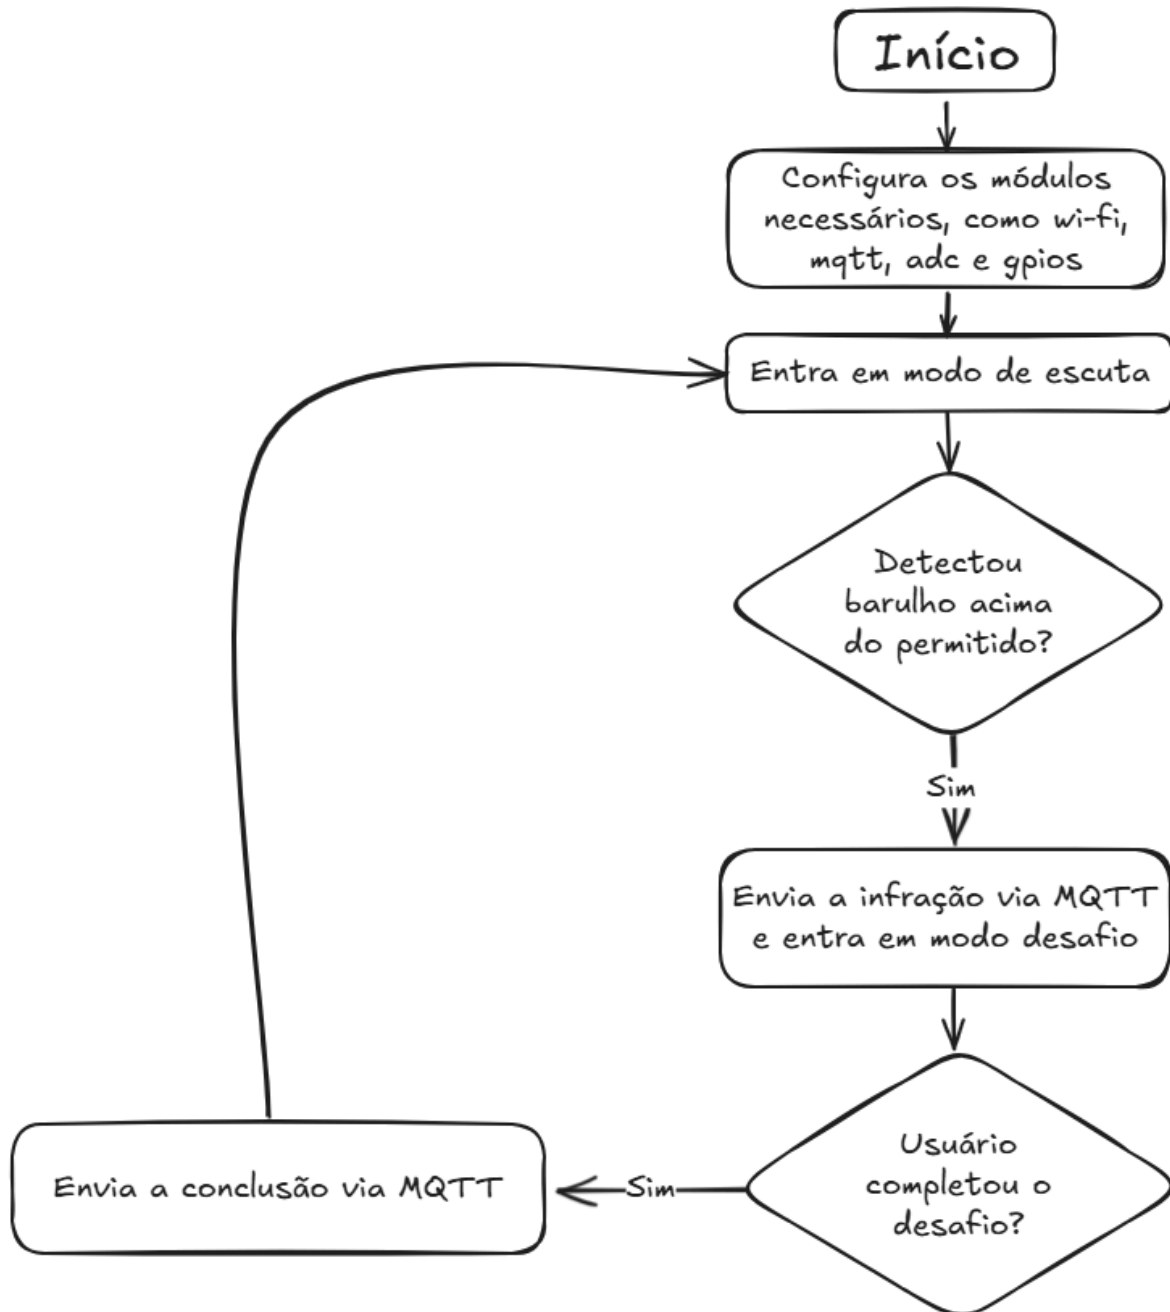 Início
Configura os módulos
necessários, como wi-fi,
mqtt, adc e gpios
Entra em modo de escuta
Detectou
barulho acima
do permitido?
Sim
Envia a infração via MQTT
e entra em modo desafio
Usuário
completou o
desafio?
Sim
Envia a conclusão via MQTT